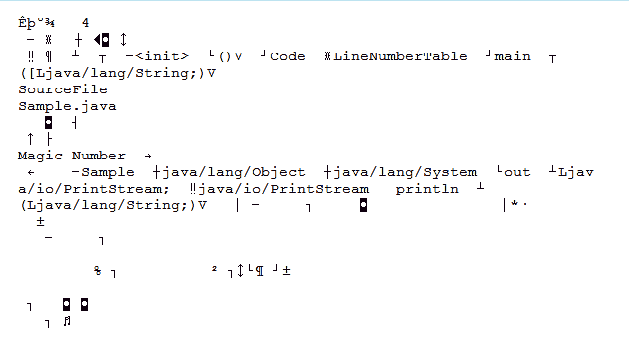 Êþº¾ 4
− ¤ ┼ ◄◘ ↕
‼ ¶ ┴ ┬ −<init> └()V ┘Code ¤LineNumberTable ┘main ┬
([Ljava/lang/String;)V
SourceFile
Sample.java
◘ ┤
↑ ├
Magic Number →
← −Sample ┼java/lang/Object ┼java/lang/System └out ┴Ljav
a/io/PrintStream; ‼java/io/PrintStream println ┴
(Ljava/lang/String;)V │ − ┐ ◘ │*·
±
− ┐
% ┐ ² ┐↕└¶ ┘±
┐ ◘ ◘
┐ ♬